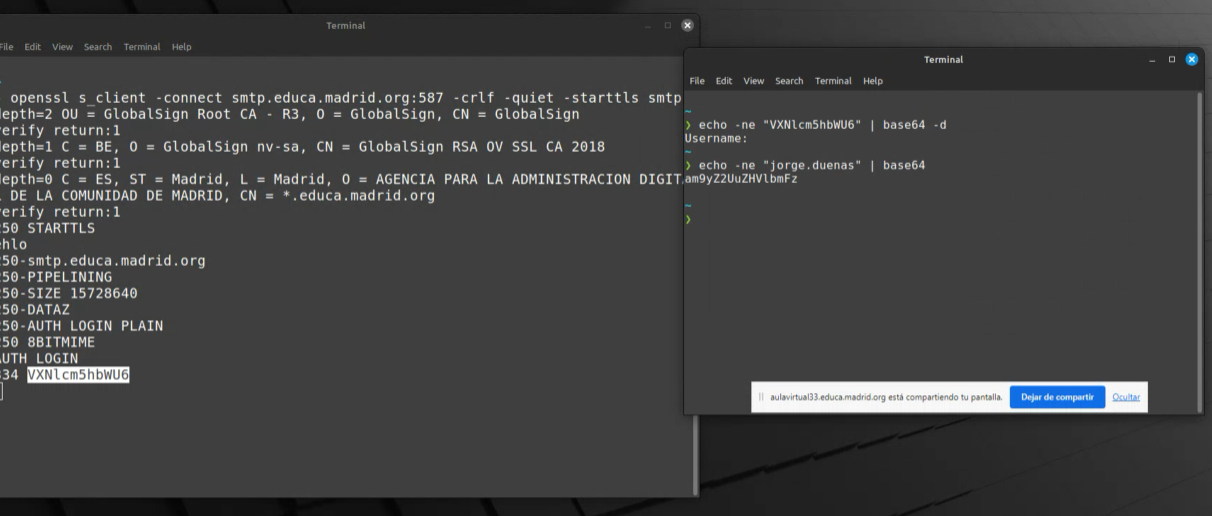 Terminal
File Edit View Search Terminal Help
~
openssl s_client -connect smtp.educa.madrid.org:587 -crlf -quiet -starttls smtp
depth=2 OU = GlobalSign Root CA - R3, O = GlobalSign, CN = GlobalSign
verify return:1
depth=1 C = BE, O = GlobalSign nv-sa, CN = GlobalSign RSA OV SSL CA 2018
verify return:1
depth=0 C = ES, ST = Madrid, L = Madrid, O = AGENCIA PARA LA ADMINISTRACION DIGIT
DE LA COMUNIDAD DE MADRID, CN = *.educa.madrid.org
verify return:1
250 STARTTLS
ehlo
250-smtp.educa.madrid.org
250-PIPELINING
250-SIZE 15728640
250-DATAZ
250-AUTH LOGIN PLAIN
250 8BITMIME
AUTH LOGIN
334 VXNlcm5hbWU6
Terminal
File Edit View Search Terminal Help
~
❯ echo -ne "VXNlcm5hbWU6" | base64 -d
Username:
~
❯ echo -ne "jorge.duenas" | base64
am9yZ2UuZHVlbmFz
~
❯
aulavirtual33.educa.madrid.org está compartiendo tu pantalla. Dejar de compartir Ocultar